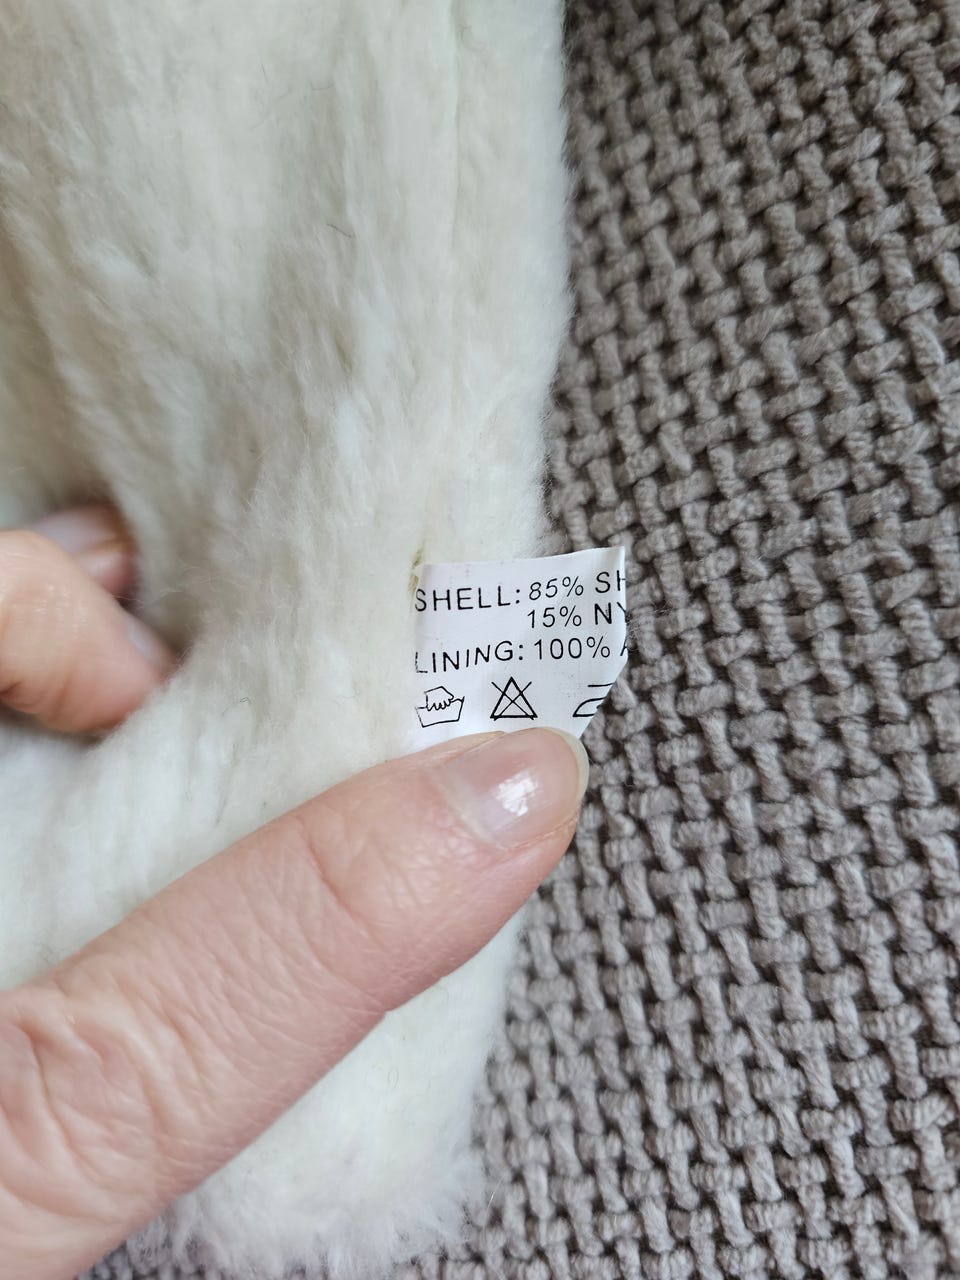 SHELL: 85% SH
15% NY
LINING: 100%